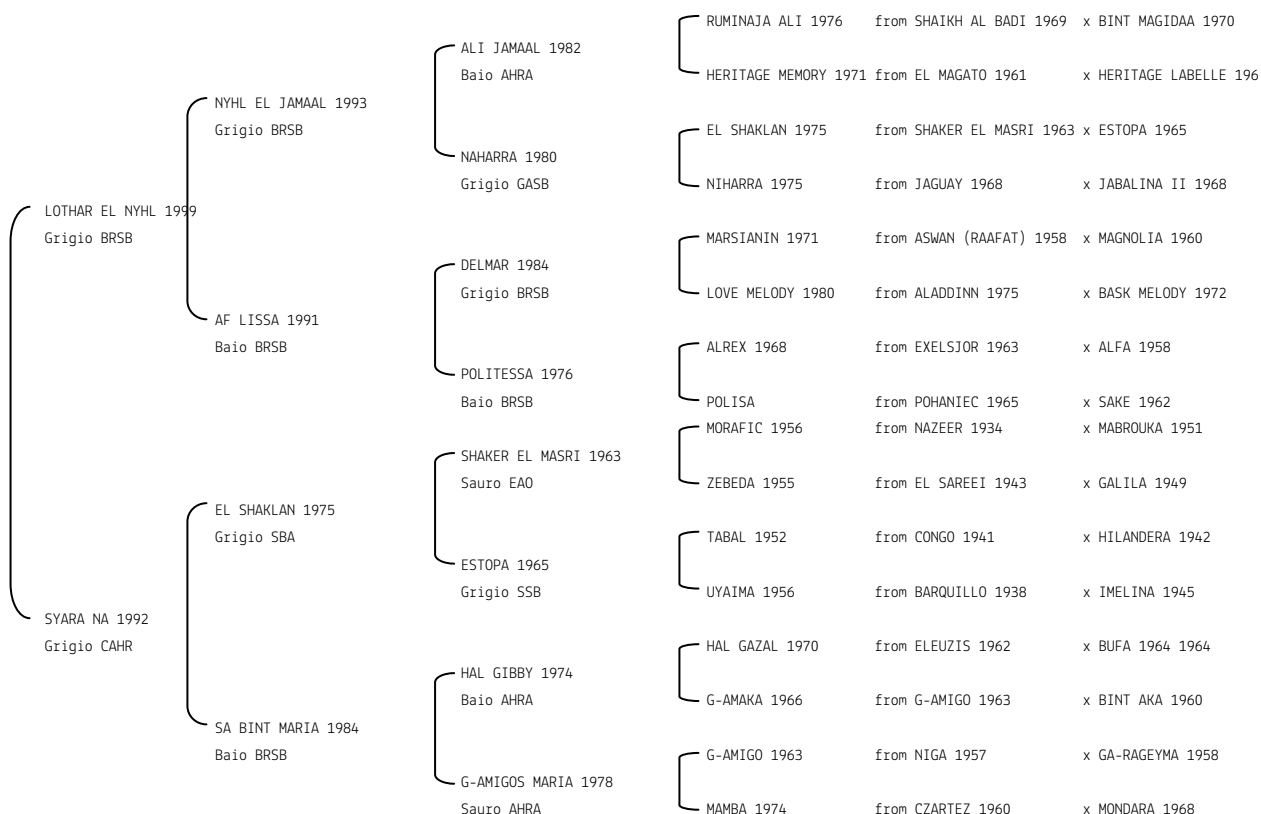 RUMINAJA ALI 1976 from SHAIKH AL BADI 1969 x BINT MAGIDAA 1970
ALI JAMAAL 1982
Baio AHRA HERITAGE MEMORY 1971 from EL MAGATO 1961 x HERITAGE LABELLE 196
NYHL EL JAMAAL 1993
Grigio BRSB EL SHAKLAN 1975 from SHAKER EL MASRI 1963 x ESTOPA 1965
NAHARRA 1980
Grigio GASB NIHARRA 1975 from JAGUAY 1968 x JABALINA II 1968
LOTHAR EL NYHL 1999
Grigio BRSB MARSIANIN 1971 from ASWAN (RAAFAT) 1958 x MAGNOLIA 1960
DELMAR 1984
Grigio BRSB LOVE MELODY 1980 from ALADDINN 1975 x BASK MELODY 1972
AF LISSA 1991
Baio BRSB ALREX 1968 from EXELSJOR 1963 x ALFA 1958
POLITESSA 1976
Baio BRSB POLISA from POHANIEC 1965 x SAKE 1962
MORAFIC 1956 from NAZEER 1934 x MABROUKA 1951
SHAKER EL MASRI 1963
Sauro EAO ZEBEDA 1955 from EL SAREEI 1943 x GALILA 1949
EL SHAKLAN 1975
Grigio SBA TABAL 1952 from CONGO 1941 x HILANDERA 1942
ESTOPA 1965
Grigio SSB UYAIMA 1956 from BARQUILLO 1938 x IMELINA 1945
SYARA NA 1992
Grigio CAHR HAL GAZAL 1970 from ELEUZIS 1962 x BUFA 1964 1964
HAL GIBBY 1974
Baio AHRA G-AMAKA 1966 from G-AMIGO 1963 x BINT AKA 1960
SA BINT MARIA 1984
Baio BRSB G-AMIGO 1963 from NIGA 1957 x GA-RAGEYMA 1958
G-AMIGOS MARIA 1978
Sauro AHRA MAMBA 1974 from CZARTEZ 1960 x MONDARA 1968